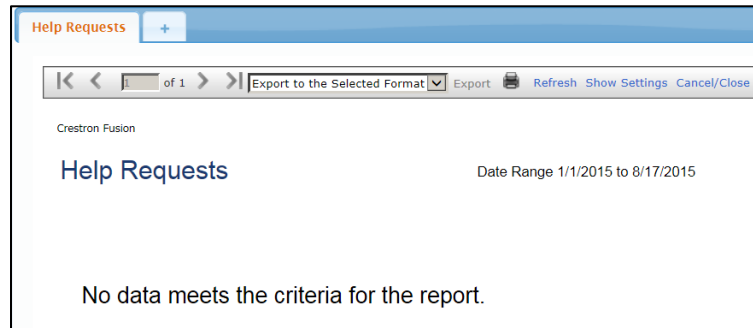 Help Requests +
1 of 1 Export to the Selected Format Export Refresh Show Settings Cancel/Close
Crestron Fusion
Help Requests Date Range 1/1/2015 to 8/17/2015
No data meets the criteria for the report.